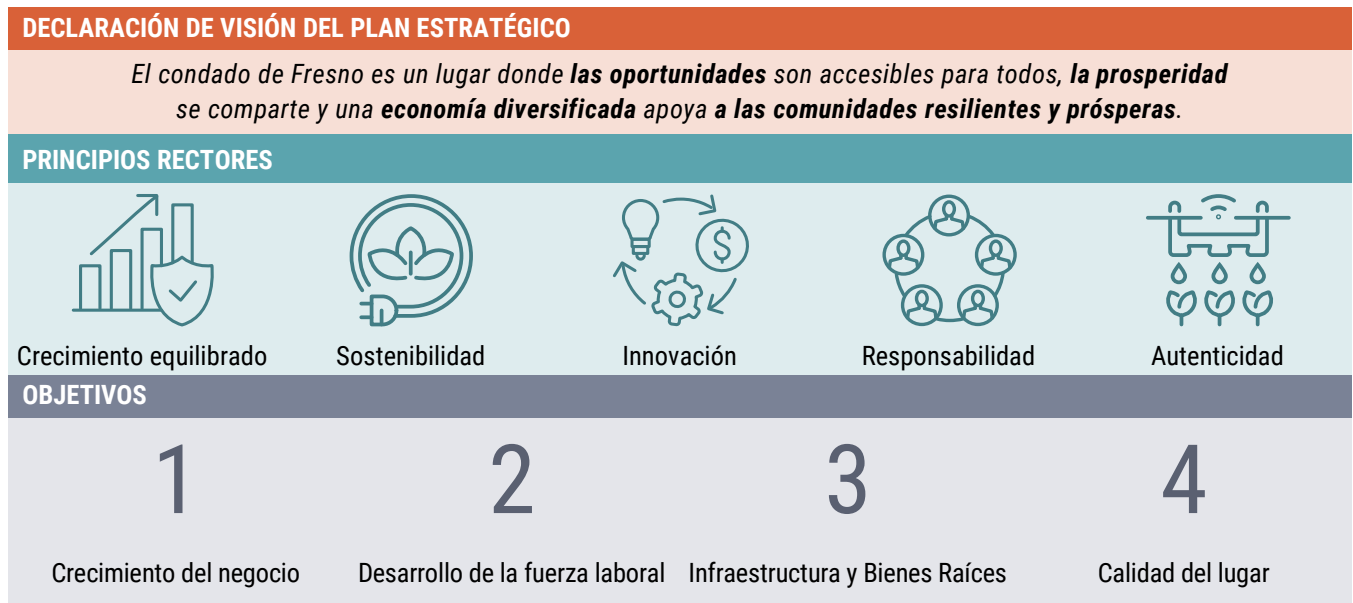 DECLARACIÓN DE VISIÓN DEL PLAN ESTRATÉGICO
El condado de Fresno es un lugar donde las oportunidades son accesibles para todos, la prosperidad
se comparte y una economía diversificada apoya a las comunidades resilientes y prósperas.
PRINCIPIOS RECTORES
$
Crecimiento equilibrado
Sostenibilidad
Innovación
Responsabilidad
Autenticidad
OBJETIVOS
1
2
3
4
Crecimiento del negocio
Desarrollo de la fuerza laboral
Infraestructura y Bienes Raíces
Calidad del lugar